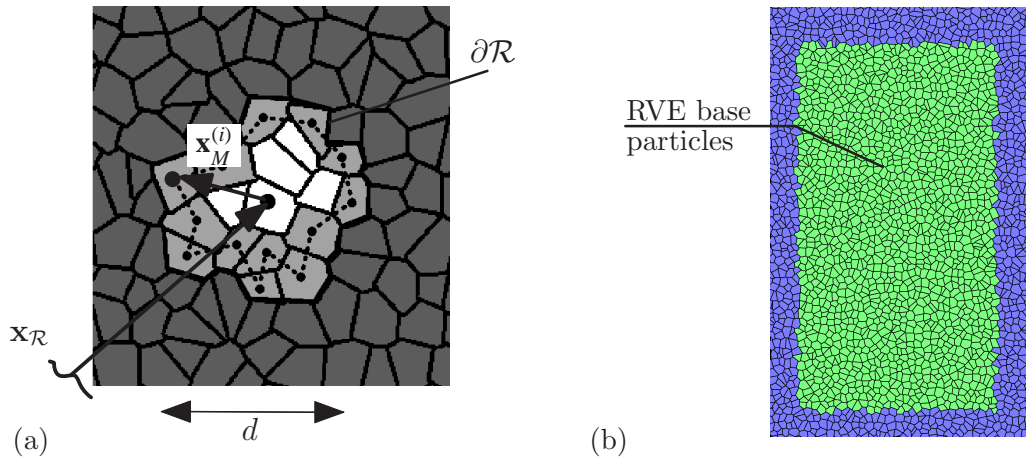 ∂ℛ
𝐱_M^(i)
𝐱_ℛ
d
(a)
RVE base
particles
(b)